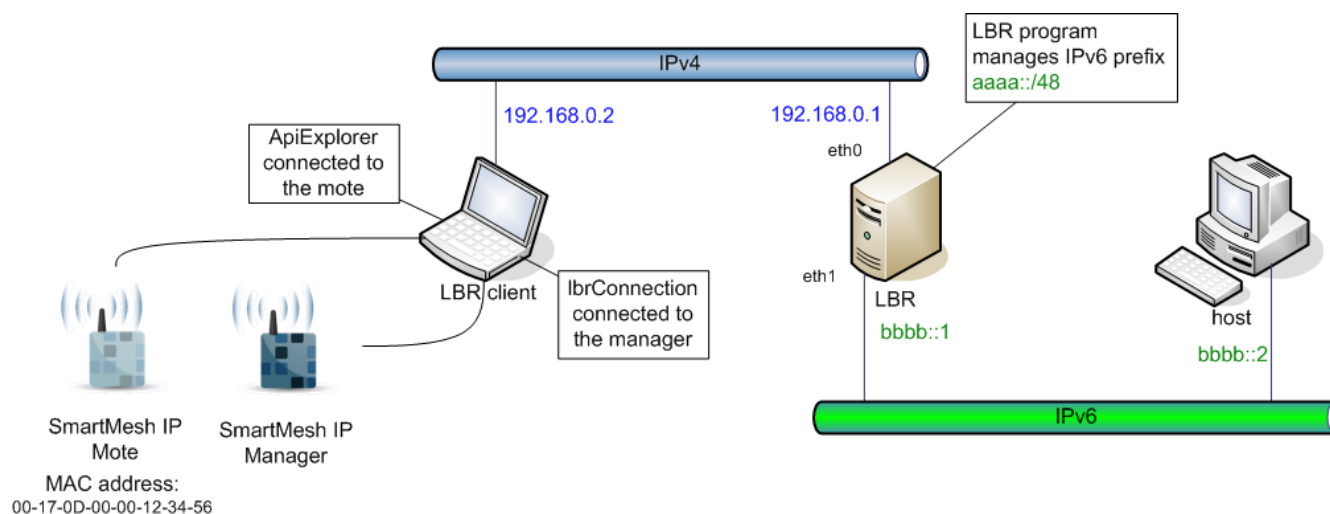 IPv4
LBR program
manages IPv6 prefix
aaaa::/48
192.168.0.2
192.168.0.1
ApiExplorer
connected to
the mote
eth0
LBR client
lbrConnection
connected to
the manager
eth1
LBR
bbbb::1
host
bbbb::2
IPv6
SmartMesh IP
Mote
MAC address:
00-17-0D-00-00-12-34-56
SmartMesh IP
Manager